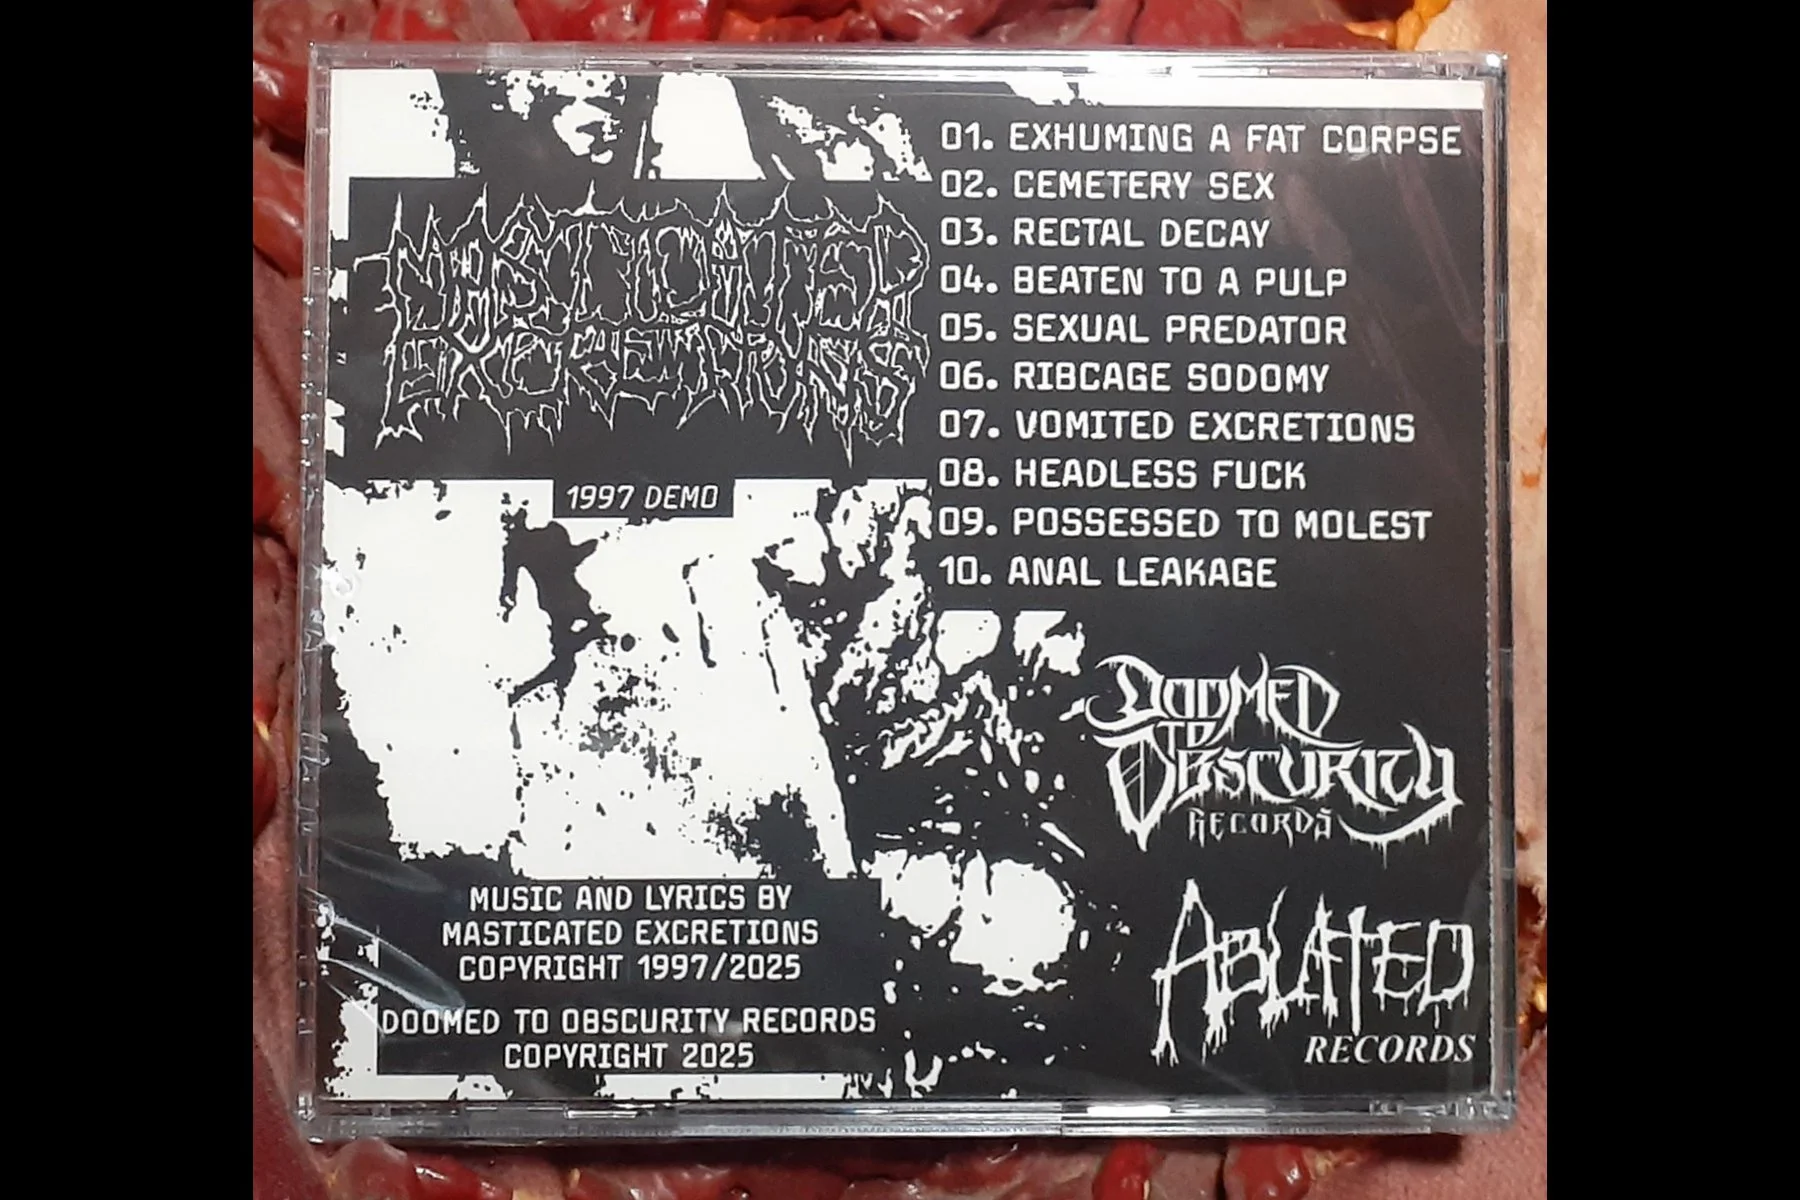 MASTICATED
EXCRETIONS
1997 DEMO
01. EXHUMING A FAT CORPSE
02. CEMETERY SEX
03. RECTAL DECAY
04. BEATEN TO A PULP
05. SEXUAL PREDATOR
06. RIBCAGE SODOMY
07. VOMITED EXCRETIONS
08. HEADLESS FUCK
09. POSSESSED TO MOLEST
10. ANAL LEAKAGE
DOOMED
TO
OBSCURITY
RECORDS
ABLATED
RECORDS
MUSIC AND LYRICS BY
MASTICATED EXCRETIONS
COPYRIGHT 1997/2025
DOOMED TO OBSCURITY RECORDS
COPYRIGHT 2025